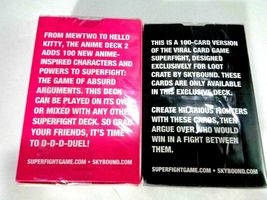 FROM MEWTWO TO HELLO
KITTY, THE ANIME DECK 2
ADDS 100 NEW ANIME-
INSPIRED CHARACTERS AND
POWERS TO SUPERFIGHT:
THE GAME OF ABSURD
ARGUMENTS. THIS DECK
CAN BE PLAYED ON ITS OWN
OR MIXED WITH ANY OTHER
SUPERFIGHT DECK. SO GRAB
YOUR FRIENDS, IT'S TIME
TO D-D-D-DUEL!
SUPERFIGHTGAME.COM • SKYBOUND.COM
THIS IS A 100-CARD VERSION
OF THE VIRAL CARD GAME
SUPERFIGHT, DESIGNED
EXCLUSIVELY FOR LOOT
CRATE BY SKYBOUND. THESE
CARDS ARE ONLY AVAILABLE
IN THIS EXCLUSIVE DECK.
CREATE HILARIOUS FIGHTERS
WITH THESE CARDS, THEN
ARGUE OVER WHO WOULD
WIN IN A FIGHT BETWEEN
THEM.
SUPERFIGHTGAME.COM • SKYBOUND.COM